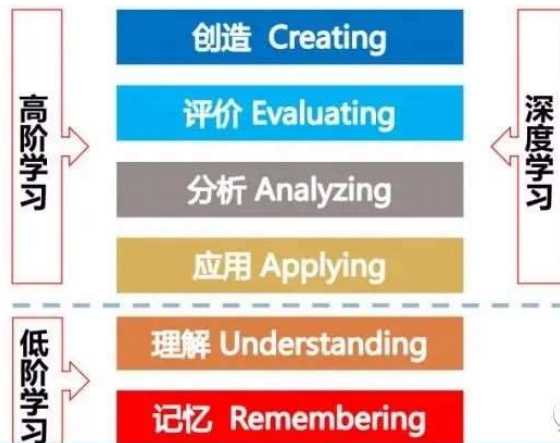 创造 Creating
评价 Evaluating
分析 Analyzing
应用 Applying
理解 Understanding
记忆 Remembering
高阶学习
低阶学习
深度学习